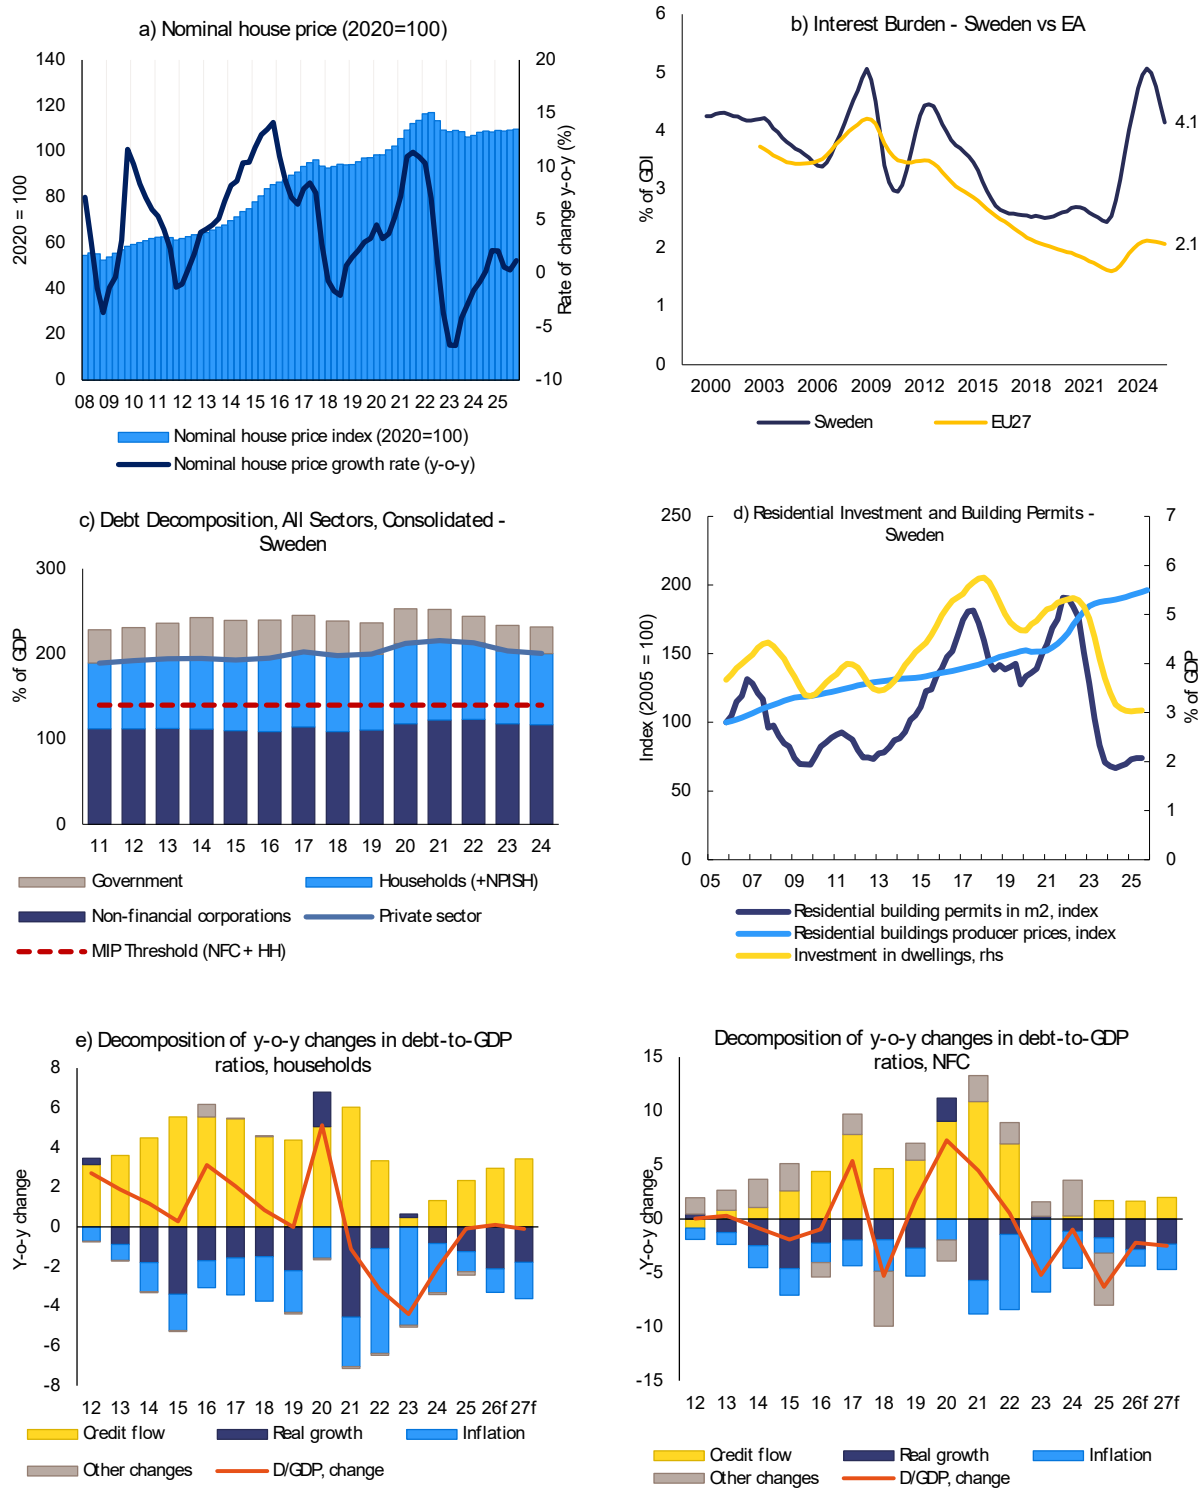 a) Nominal house price (2020=100)
140
120
100
80
60
40
20
0
2020 = 100
20
15
10
5
0
-5
-10
Rate of change y-o-y (%)
08 09 10 11 12 13 14 15 16 17 18 19 20 21 22 23 24 25
Nominal house price index (2020=100)
Nominal house price growth rate (y-o-y)
b) Interest Burden - Sweden vs EA
6
5
4
3
2
1
0
% of GDI
4.1
2.1
2000 2003 2006 2009 2012 2015 2018 2021 2024
Sweden EU27
c) Debt Decomposition, All Sectors, Consolidated -
Sweden
300
200
100
0
% of GDP
11 12 13 14 15 16 17 18 19 20 21 22 23 24
Government Households (+NPISH)
Non-financial corporations Private sector
MIP Threshold (NFC + HH)
d) Residential Investment and Building Permits -
Sweden
250
200
150
100
50
0
Index (2005 = 100)
7
6
5
4
3
2
1
0
% of GDP
05 07 09 11 13 15 17 19 21 23 25
Residential building permits in m2, index
Residential buildings producer prices, index
Investment in dwellings, rhs
e) Decomposition of y-o-y changes in debt-to-GDP
ratios, households
8
6
4
2
0
-2
-4
-6
-8
Y-o-y change
12 13 14 15 16 17 18 19 20 21 22 23 24 25 26f 27f
Credit flow Real growth Inflation
Other changes D/GDP, change
Decomposition of y-o-y changes in debt-to-GDP
ratios, NFC
15
10
5
0
-5
-10
-15
Y-o-y change
12 13 14 15 16 17 18 19 20 21 22 23 24 25 26f 27f
Credit flow Real growth Inflation
Other changes D/GDP, change